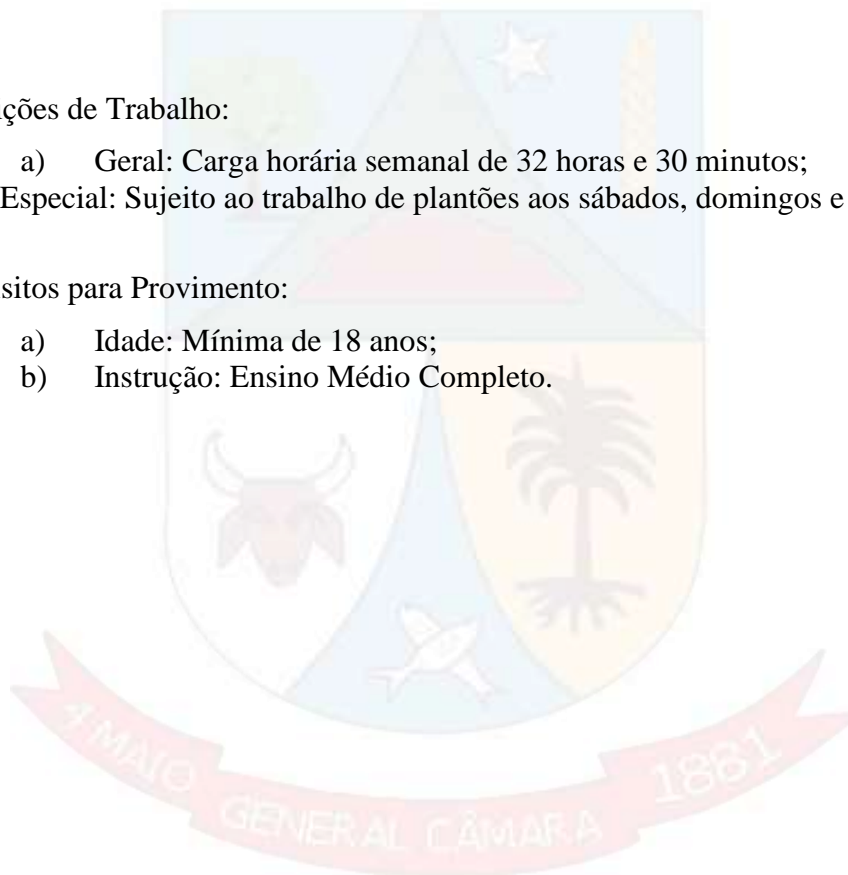 ções de Trabalho:
a) Geral: Carga horária semanal de 32 horas e 30 minutos;
Especial: Sujeito ao trabalho de plantões aos sábados, domingos e
sitos para Provimento:
a) Idade: Mínima de 18 anos;
b) Instrução: Ensino Médio Completo.
4 MAIO GENERAL CÂMARA 1881